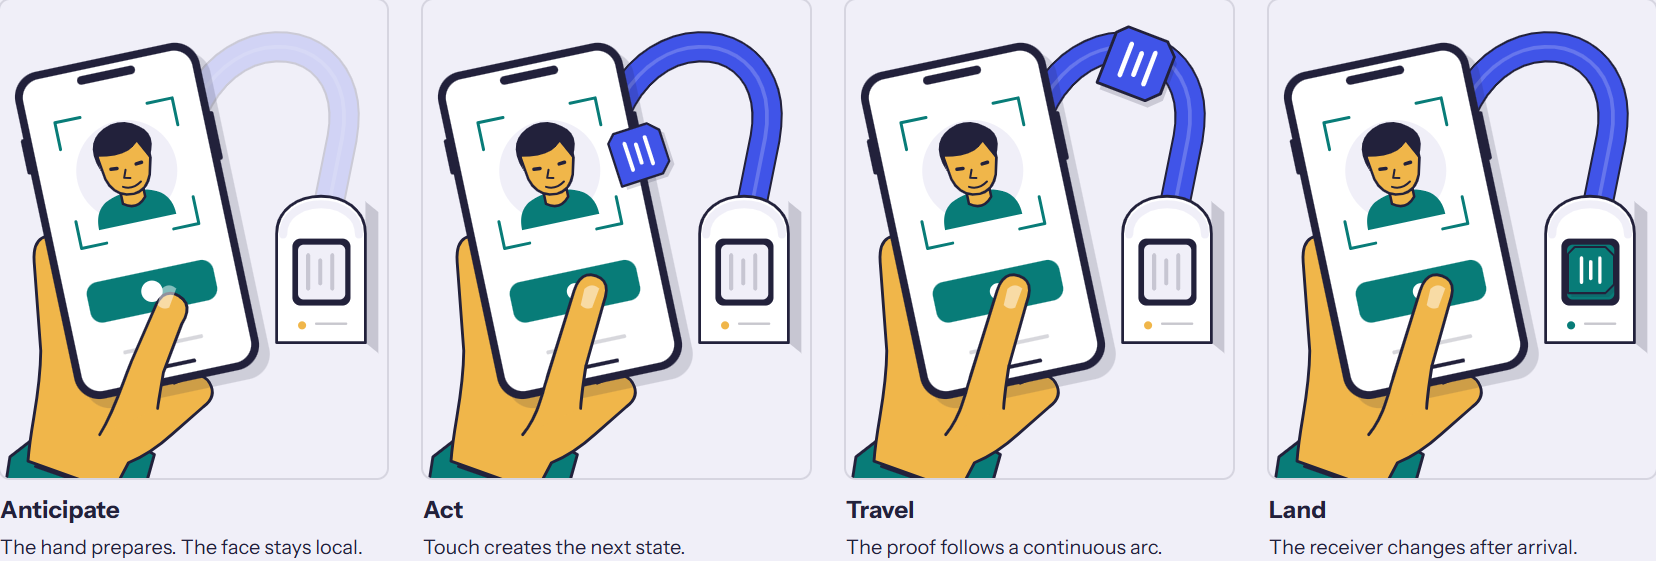 Anticipate
The hand prepares. The face stays local.
Act
Touch creates the next state.
Travel
The proof follows a continuous arc.
Land
The receiver changes after arrival.